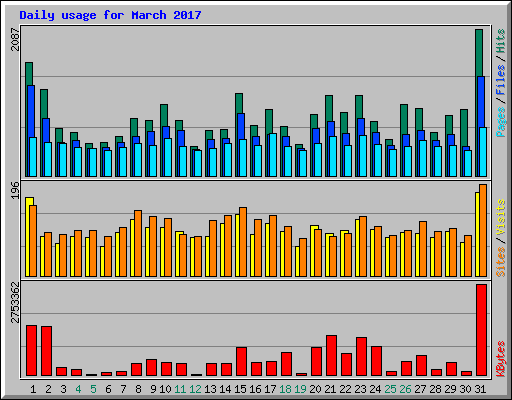 Daily usage for March 2017
2087
Pages / Files / Hits
196
Sites / Visits
2753362
KBytes
1 2 3 4 5 6 7 8 9 10 11 12 13 14 15 16 17 18 19 20 21 22 23 24 25 26 27 28 29 30 31